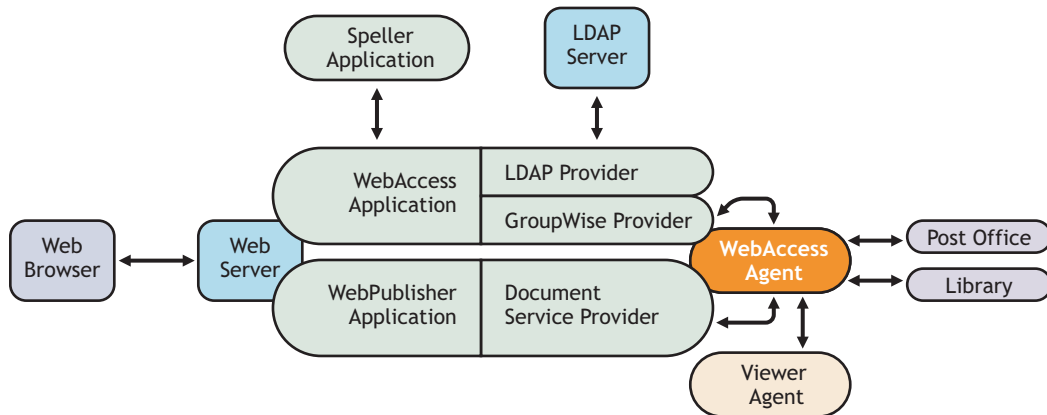 Speller
Application
LDAP
Server
WebAccess
Application
LDAP Provider
GroupWise Provider
Web
Browser
Web
Server
WebAccess
Agent
Post Office
Library
WebPublisher
Application
Document
Service Provider
Viewer
Agent